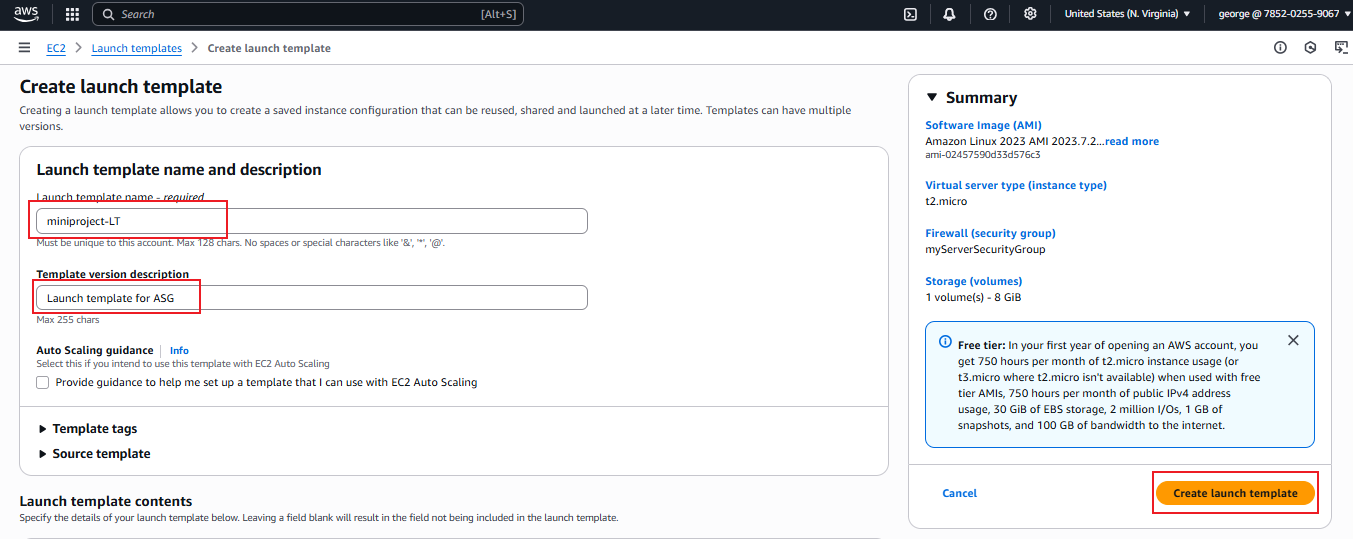 aws
Search [Alt+S]
United States (N. Virginia)
george @ 7852-0255-9067
EC2 > Launch templates > Create launch template
Create launch template
Creating a launch template allows you to create a saved instance configuration that can be reused, shared and launched at a later time. Templates can have multiple
versions.
Launch template name and description
Launch template name - required
miniproject-LT
Must be unique to this account. Max 128 chars. No spaces or special characters like '&', '*', '@'.
Template version description
Launch template for ASG
Max 255 chars
Auto Scaling guidance | Info
Select this if you intend to use this template with EC2 Auto Scaling
Provide guidance to help me set up a template that I can use with EC2 Auto Scaling
Template tags
Source template
Launch template contents
Specify the details of your launch template below. Leaving a field blank will result in the field not being included in the launch template.
Summary
Software Image (AMI)
Amazon Linux 2023 AMI 2023.7.2...read more
ami-02457590d33d576c3
Virtual server type (instance type)
t2.micro
Firewall (security group)
myServerSecurityGroup
Storage (volumes)
1 volume(s) - 8 GiB
Free tier: In your first year of opening an AWS account, you
get 750 hours per month of t2.micro instance usage (or
t3.micro where t2.micro isn't available) when used with free
tier AMIs, 750 hours per month of public IPv4 address
usage, 30 GiB of EBS storage, 2 million I/Os, 1 GB of
snapshots, and 100 GB of bandwidth to the internet.
Cancel
Create launch template